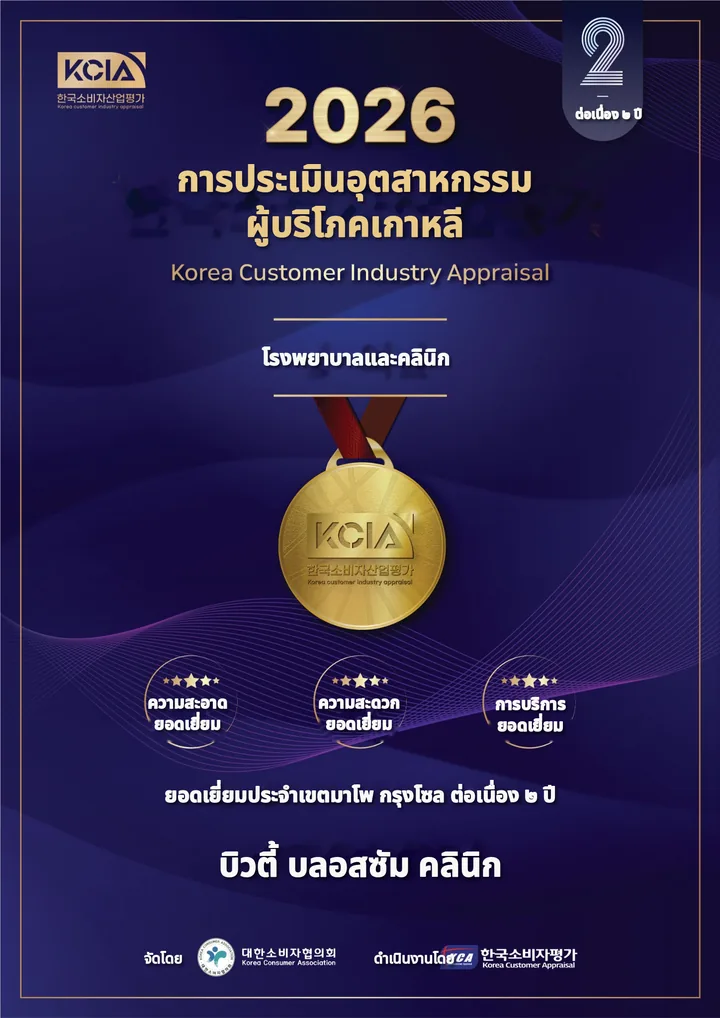 KCIA
한국소비자산업평가
Korea customer industry appraisal
2
ต่อเนื่อง ๒ ปี
2026
การประเมินอุตสาหกรรม
ผู้บริโภคเกาหลี
Korea Customer Industry Appraisal
โรงพยาบาลและคลินิก
KCIA
한국소비자산업평가
Korea customer industry appraisal
ความสะอาด
ยอดเยี่ยม
ความสะดวก
ยอดเยี่ยม
การบริการ
ยอดเยี่ยม
ยอดเยี่ยมประจำเขตมาโพ กรุงโซล ต่อเนื่อง ๒ ปี
บิวตี้ บลอสซัม คลินิก
จัดโดย
대한소비자협의회
Korea Consumer Association
ดำเนินงานโดย
KCA
한국소비자평가
Korea Customer Appraisal